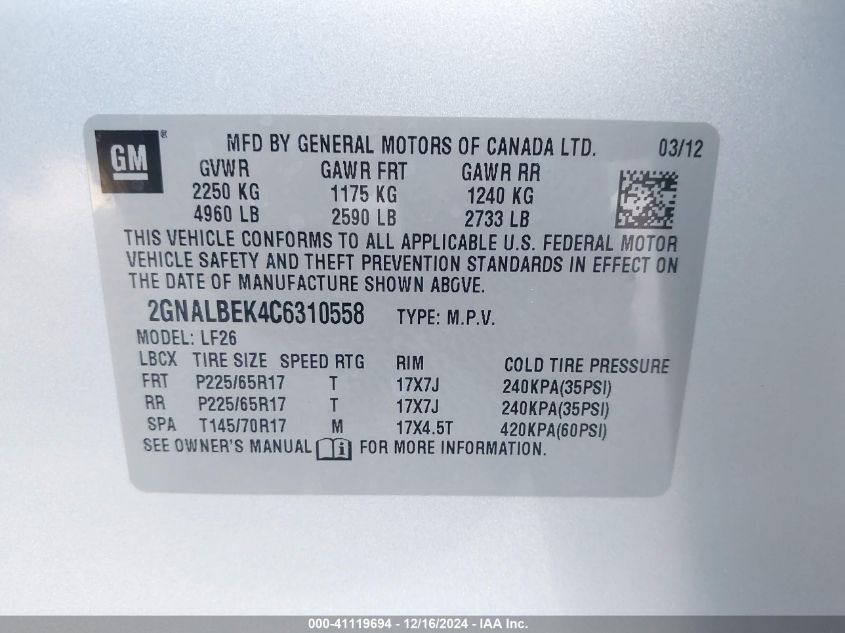 GM ®
MFD BY GENERAL MOTORS OF CANADA LTD. 03/12
GVWR GAWR FRT GAWR RR
2250 KG 1175 KG 1240 KG
4960 LB 2590 LB 2733 LB
THIS VEHICLE CONFORMS TO ALL APPLICABLE U.S. FEDERAL MOTOR
VEHICLE SAFETY AND THEFT PREVENTION STANDARDS IN EFFECT ON
THE DATE OF MANUFACTURE SHOWN ABOVE.
2GNALBEK4C6310558 TYPE: M.P.V.
MODEL: LF26
LBCX TIRE SIZE SPEED RTG RIM COLD TIRE PRESSURE
FRT P225/65R17 T 17X7J 240KPA(35PSI)
RR P225/65R17 T 17X7J 240KPA(35PSI)
SPA T145/70R17 M 17X4.5T 420KPA(60PSI)
SEE OWNER'S MANUAL i FOR MORE INFORMATION.
000-41119694 - 12/16/2024 - IAA Inc.